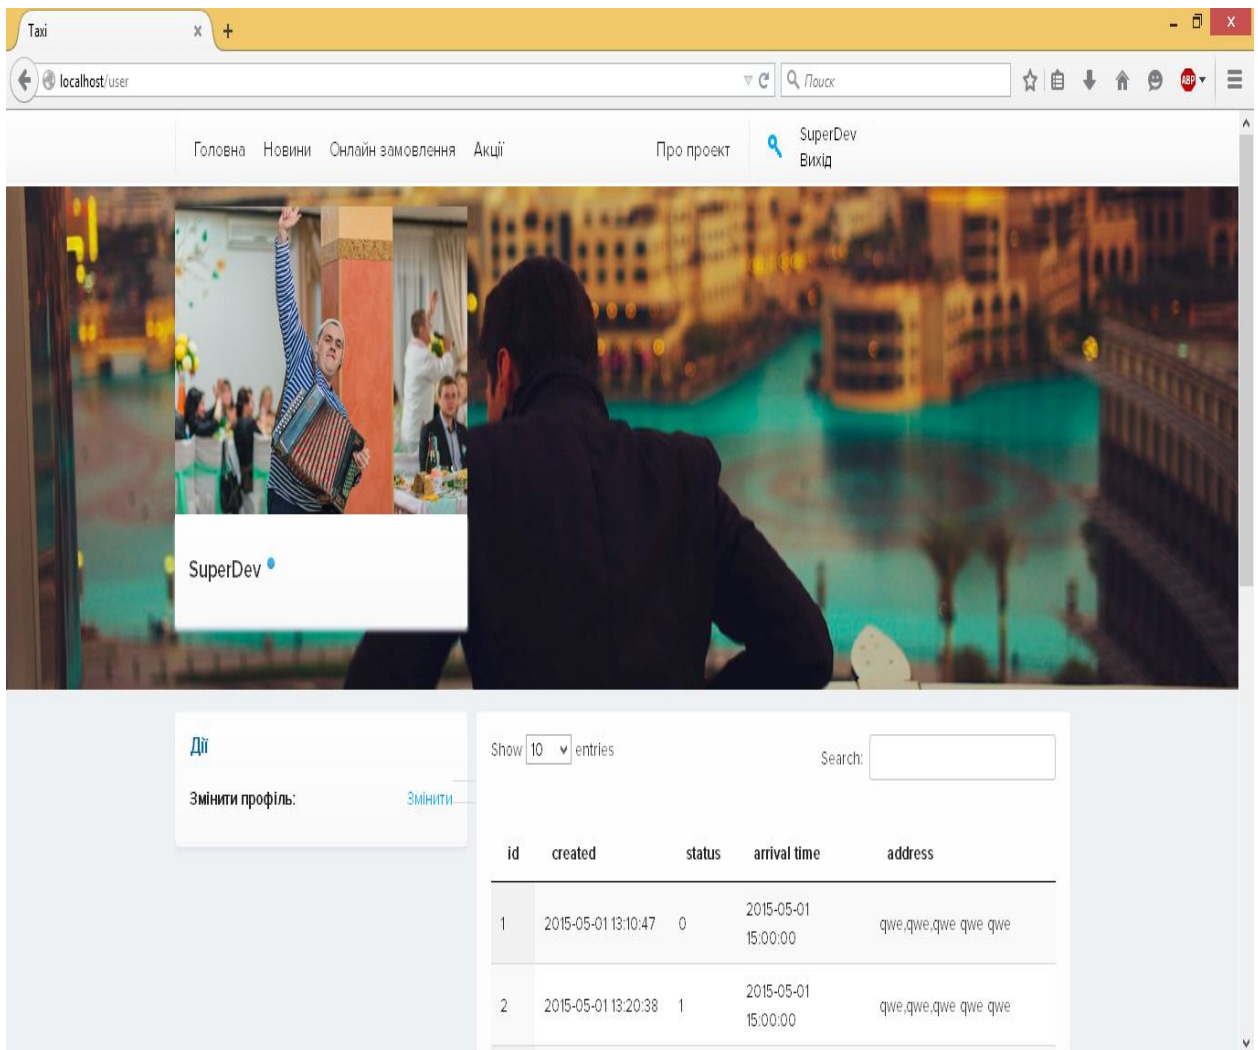 Taxi
localhost/user
Поиск
ABP
Головна Новини Онлайн замовлення Акції Про проект
SuperDev
Вихід
SuperDev
Дії
Змінити профіль: Змінити
Show 10 entries
Search:
id created status arrival time address
1 2015-05-01 13:10:47 0 2015-05-01 15:00:00 qwe,qwe,qwe qwe qwe
2 2015-05-01 13:20:38 1 2015-05-01 15:00:00 qwe,qwe,qwe qwe qwe